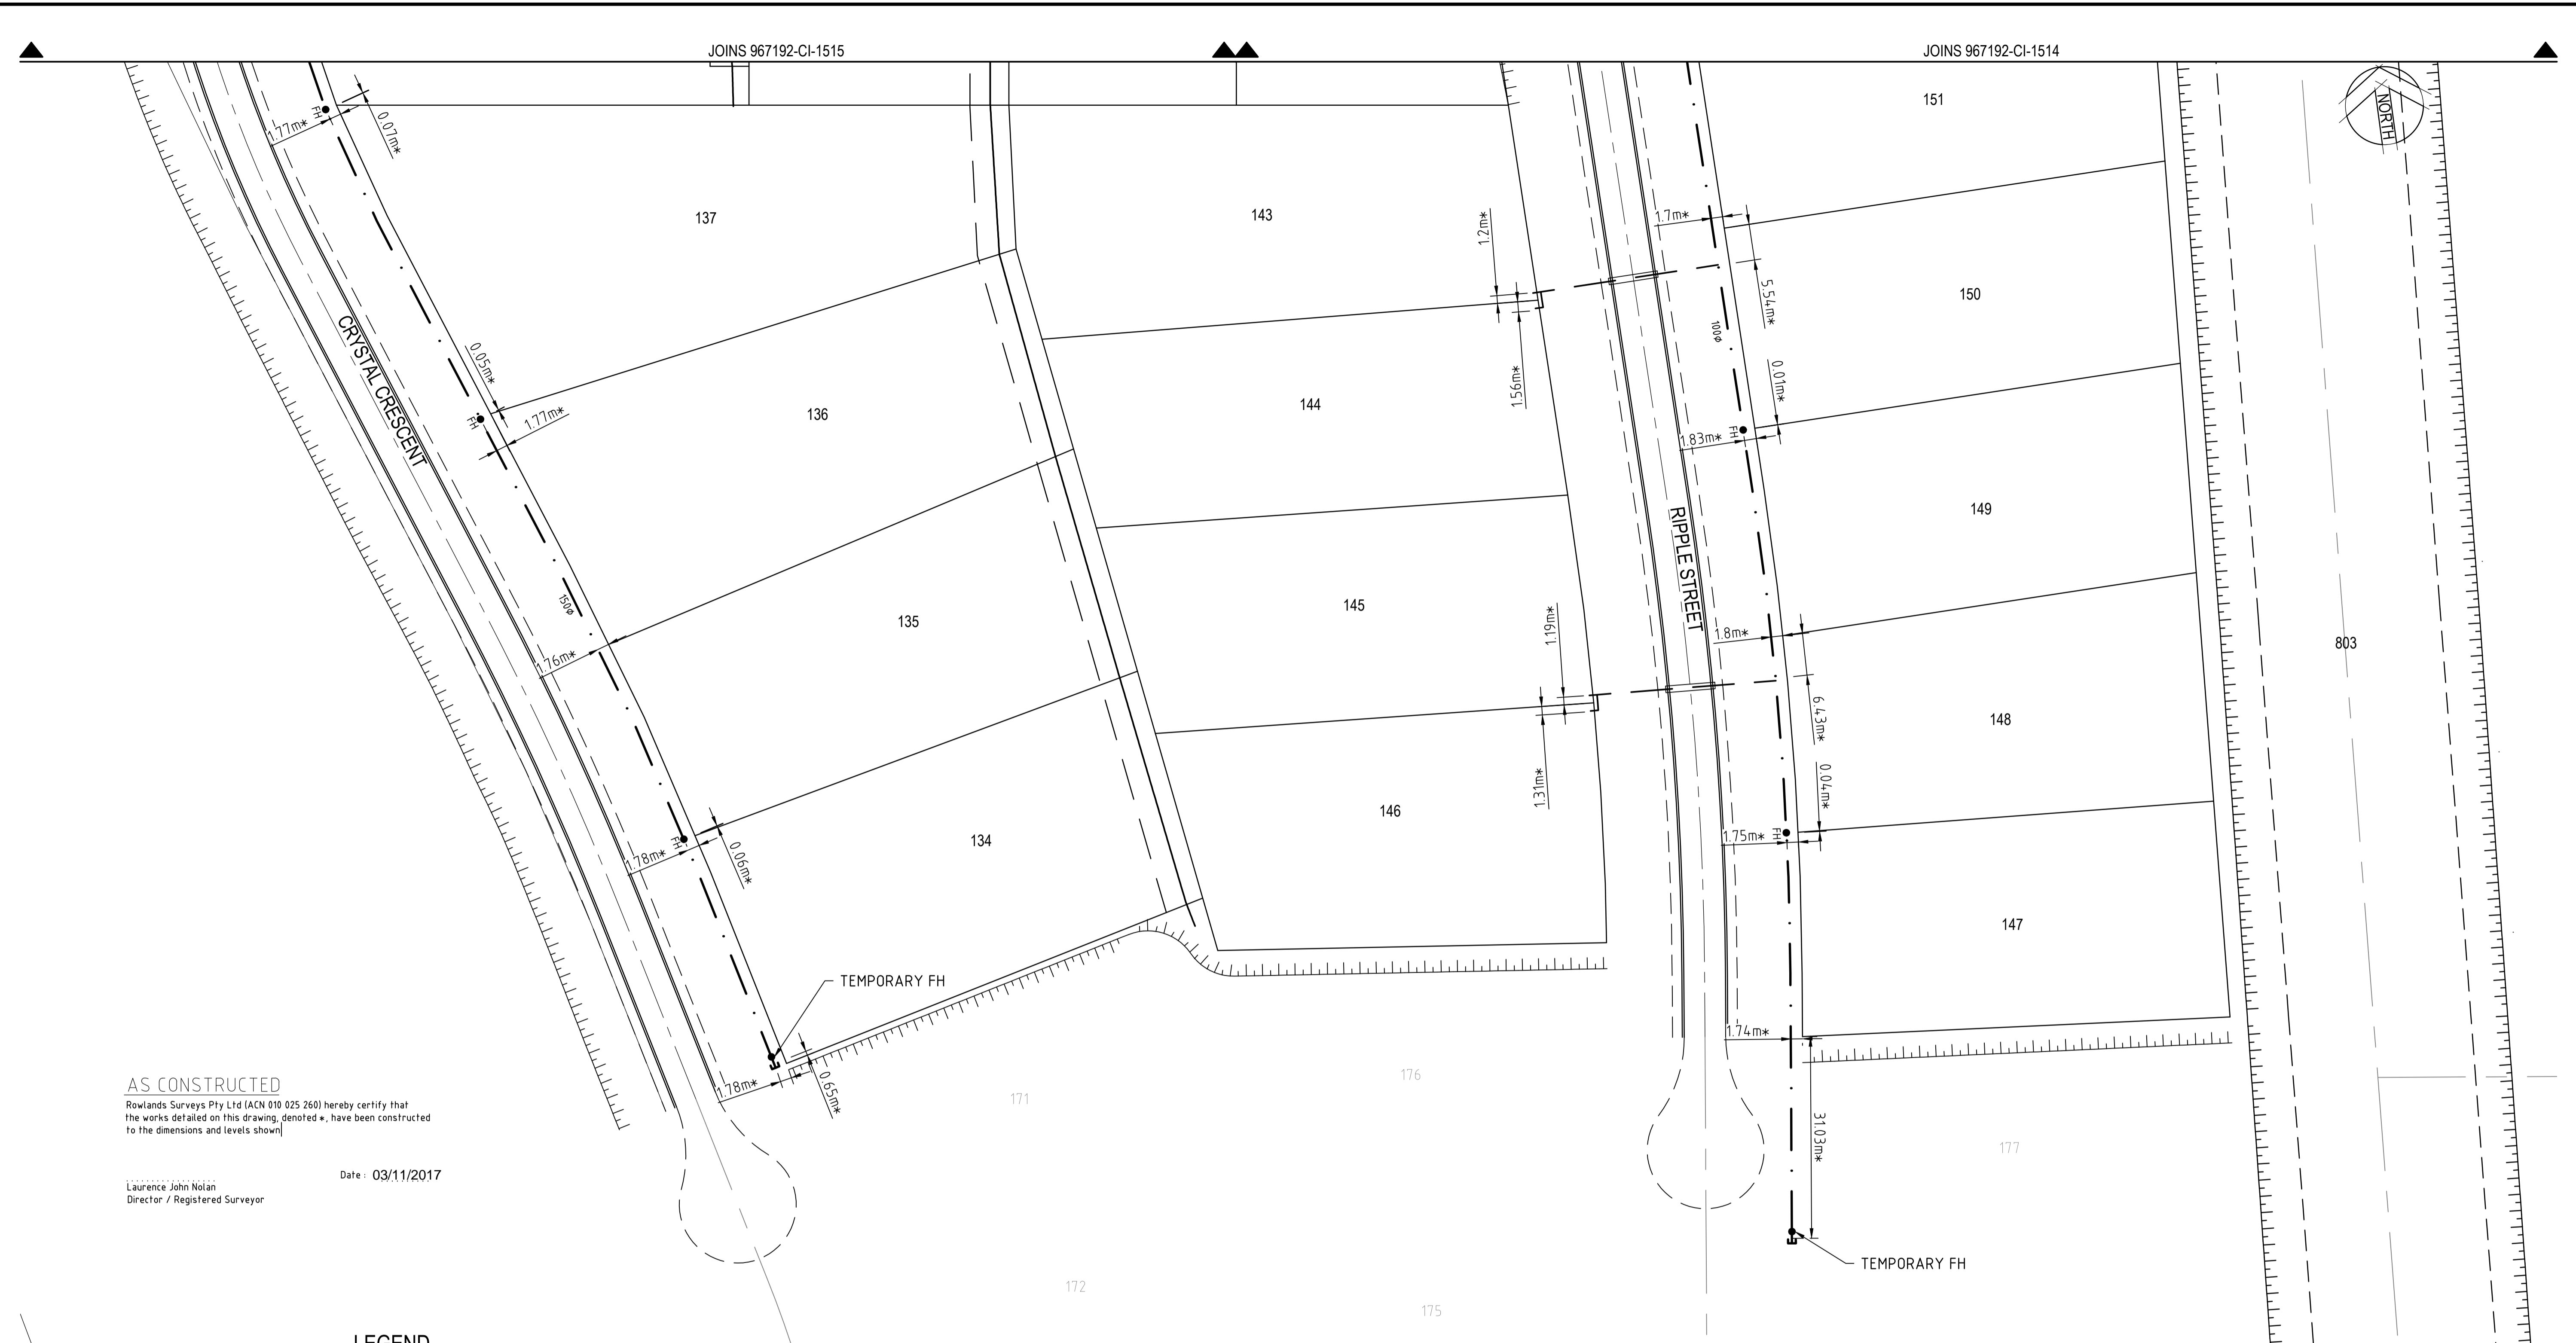 JOINS 967192-CI-1515
JOINS 967192-CI-1514
NORTH
151
FH
1.77m*
0.07m*
137
143
1.2m*
1.7m*
5.54m*
150
1.56m*
100ø
CRYSTAL CRESCENT
0.05m*
FH
1.77m*
136
144
0.01m*
FH
1.83m*
149
RIPPLE STREET
150ø
135
145
1.19m*
1.8m*
803
1.76m*
6.43m*
148
1.31m*
0.04m*
FH
1.75m*
146
134
FH
1.78m*
0.06m*
147
TEMPORARY FH
1.74m*
1.78m*
0.65m*
171
176
31.03m*
177
AS CONSTRUCTED
Rowlands Surveys Pty Ltd (ACN 010 025 260) hereby certify that
the works detailed on this drawing, denoted *, have been constructed
to the dimensions and levels shown
Date : 03/11/2017
Laurence John Nolan
Director / Registered Surveyor
TEMPORARY FH
172
175
LEGEND